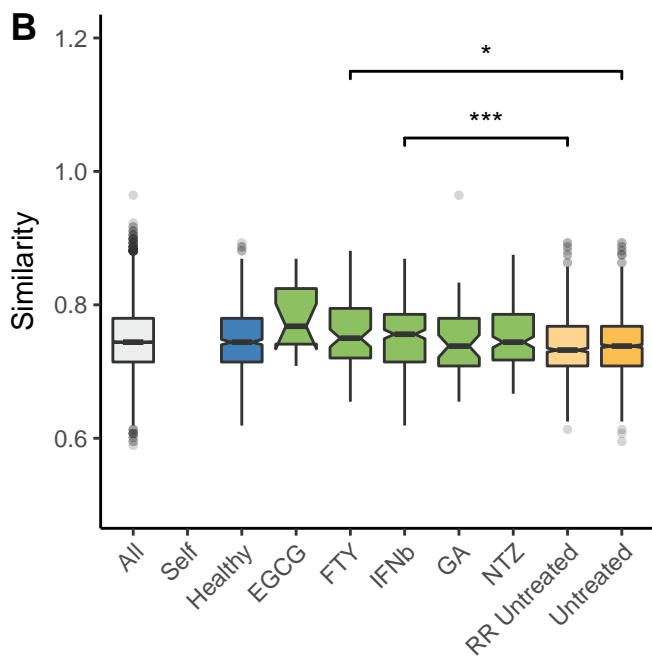 B
Similarity
1.2
1.0
0.8
0.6
*
***
All
Self
Healthy
EGCG
FTY
IFNb
GA
NTZ
RR Untreated
Untreated